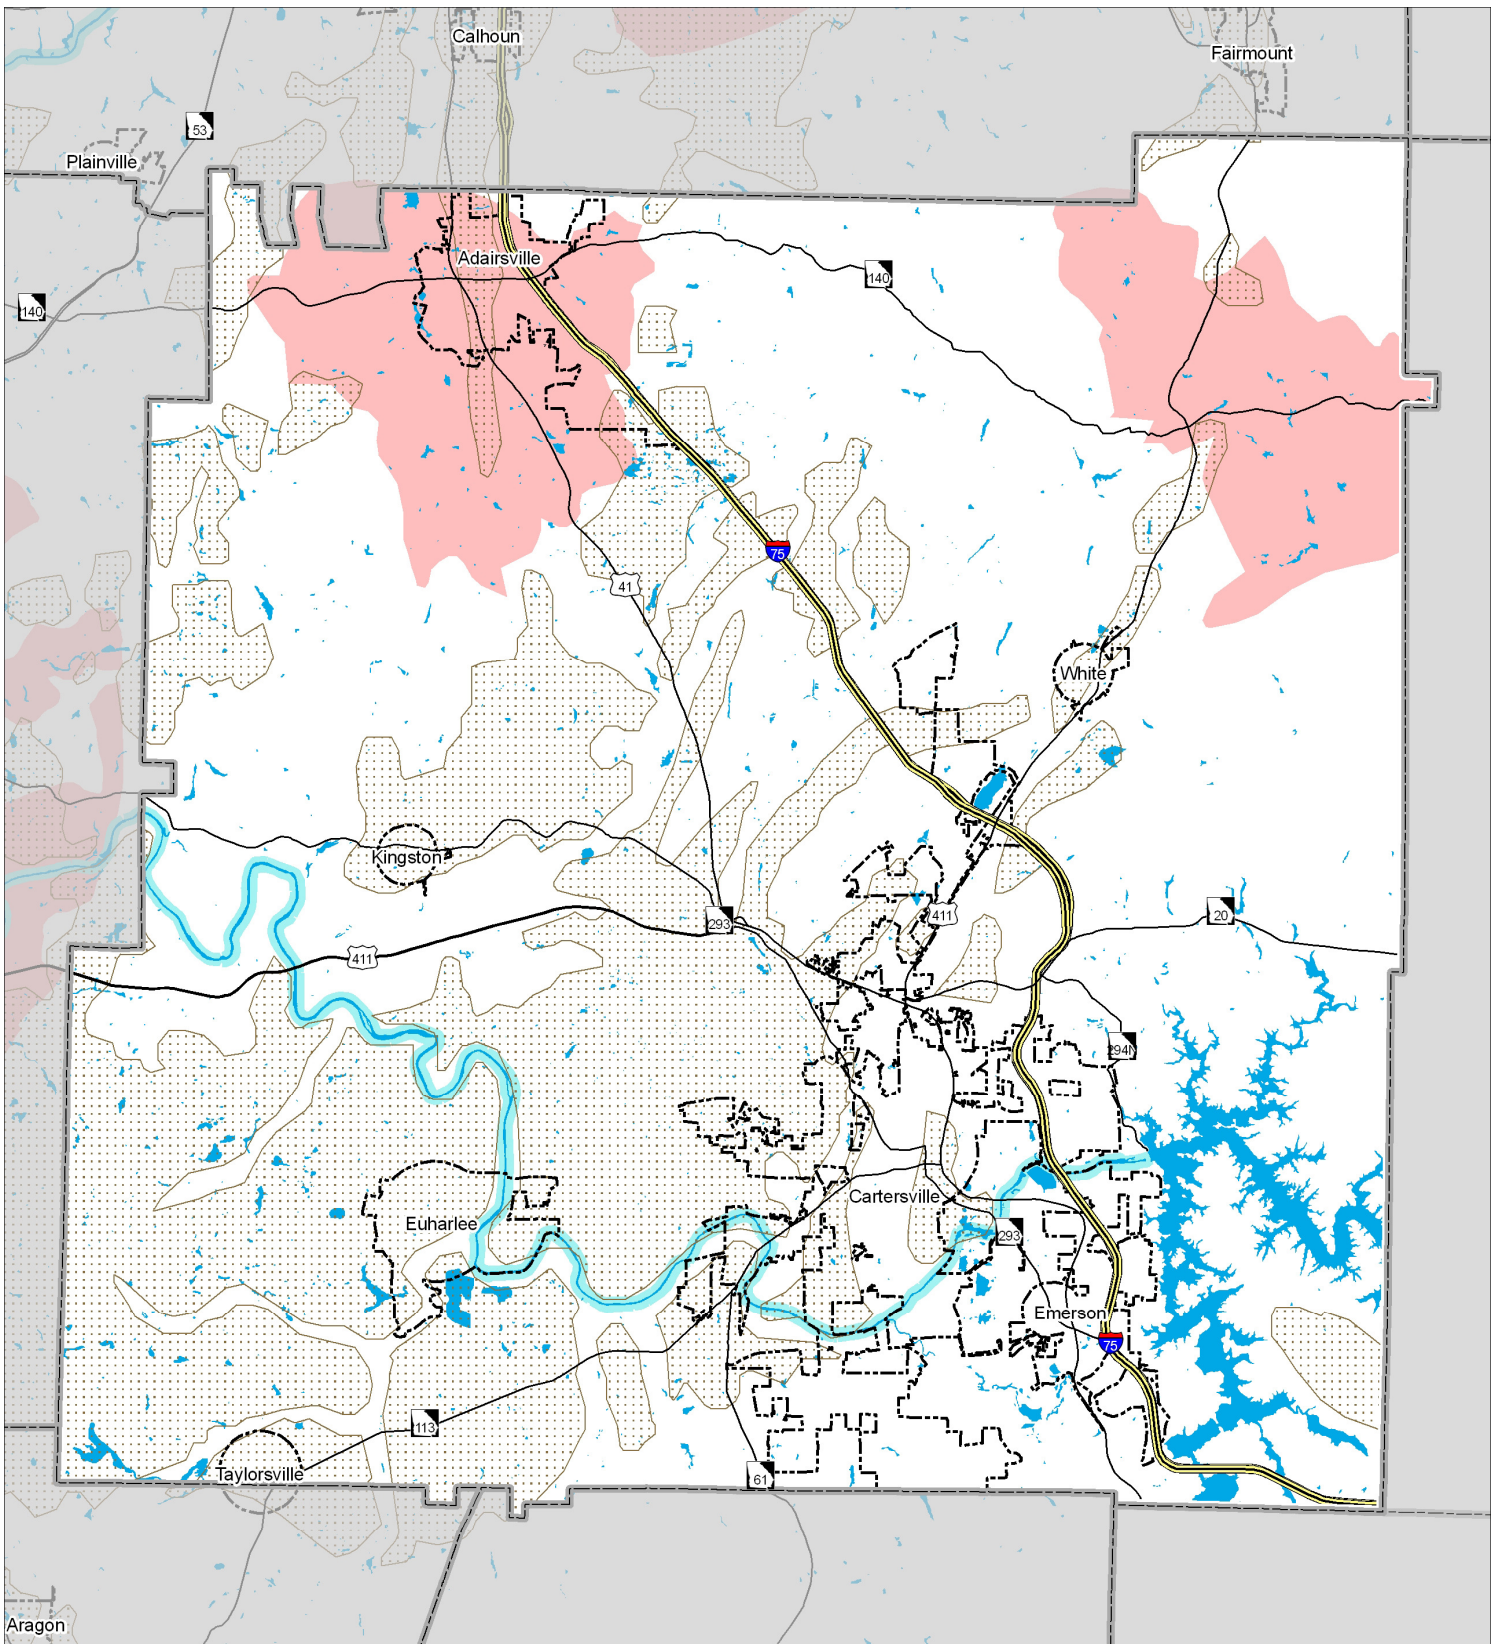 Calhoun
Fairmount
53
Plainville
Adairsville
140
140
75
41
White
Kingston
293
411
20
411
294N
Cartersville
Euharlee
293
Emerson
75
113
Taylorsville
61
Aragon